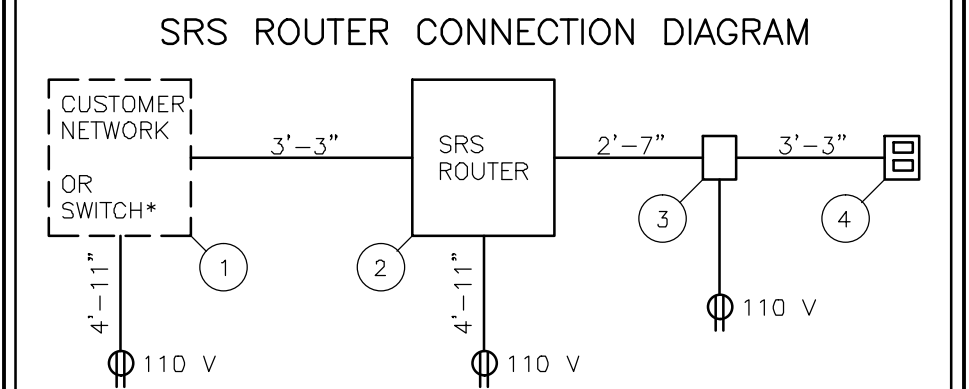 SRS ROUTER CONNECTION DIAGRAM
CUSTOMER
NETWORK
OR
SWITCH*
3'-3"
SRS
ROUTER
2'-7"
3'-3"
1
2
3
4
4'-11"
110 V
4'-11"
110 V
110 V